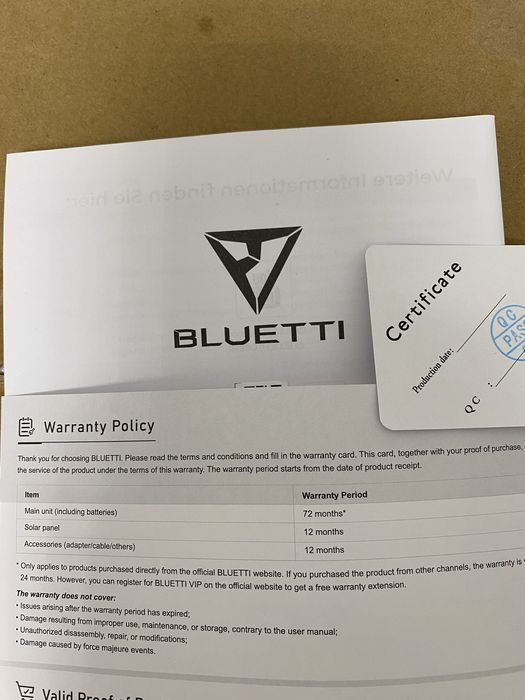 Weitere Informationen finden Sie hier
BLUETTI
Certificate
Production date:
QC :
QC
PASS
Warranty Policy
Thank you for choosing BLUETTI. Please read the terms and conditions and fill in the warranty card. This card, together with your proof of purchase,
the service of the product under the terms of this warranty. The warranty period starts from the date of product receipt.
Item Warranty Period
Main unit (including batteries) 72 months*
Solar panel 12 months
Accessories (adapter/cable/others) 12 months
* Only applies to products purchased directly from the official BLUETTI website. If you purchased the product from other channels, the warranty is
24 months. However, you can register for BLUETTI VIP on the official website to get a free warranty extension.
The warranty does not cover:
• Issues arising after the warranty period has expired;
• Damage resulting from improper use, maintenance, or storage, contrary to the user manual;
• Unauthorized disassembly, repair, or modifications;
• Damage caused by force majeure events.
Valid